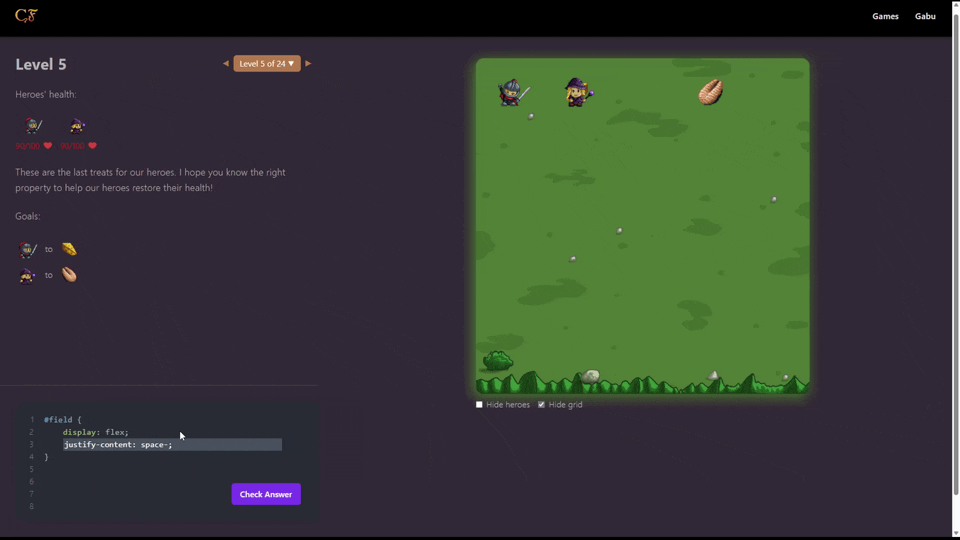 CF
Games
Gabu
Level 5
Level 5 of 24 ▼
Heroes' health:
99/100
99/100
These are the last treats for our heroes. I hope you know the right
property to help our heroes restore their health!
Goals:
to
to
Hide heroes
Hide grid
1 #field {
2 display: flex;
3 justify-content: space-;
4 }
5
6
7
8
Check Answer